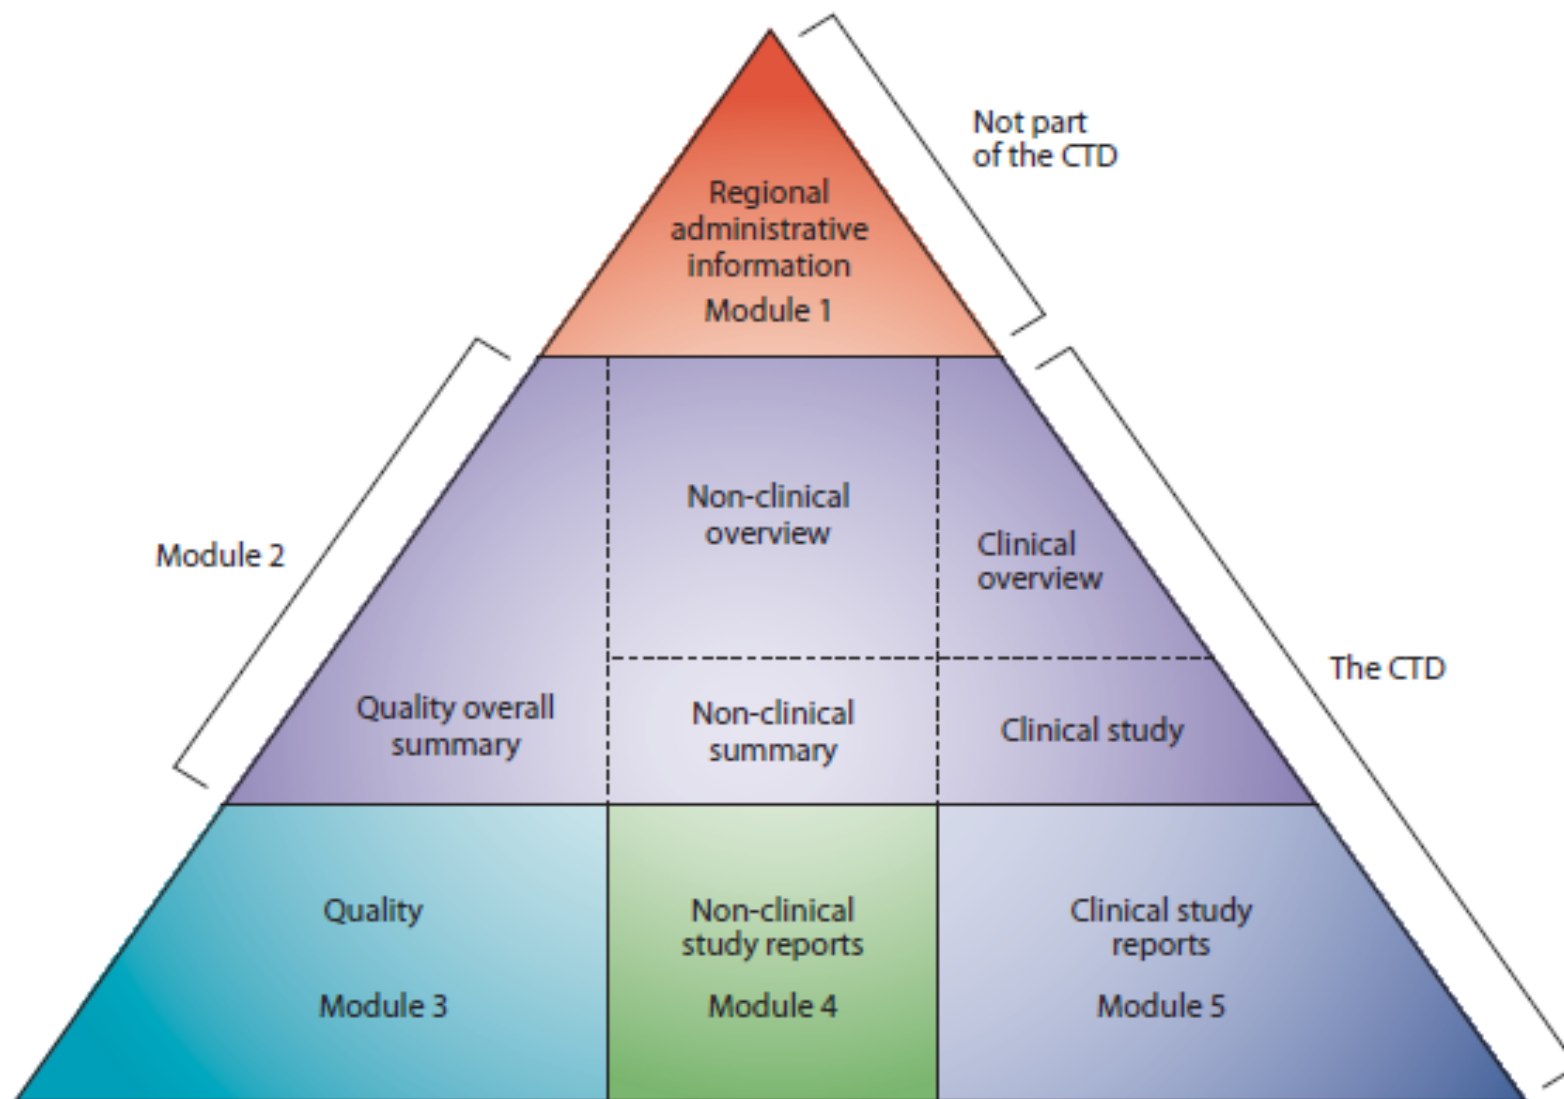 Not part
of the CTD
Regional
administrative
information
Module 1
Module 2
Non-clinical
overview
Clinical
overview
The CTD
Quality overall
summary
Non-clinical
summary
Clinical study
Quality
Module 3
Non-clinical
study reports
Module 4
Clinical study
reports
Module 5